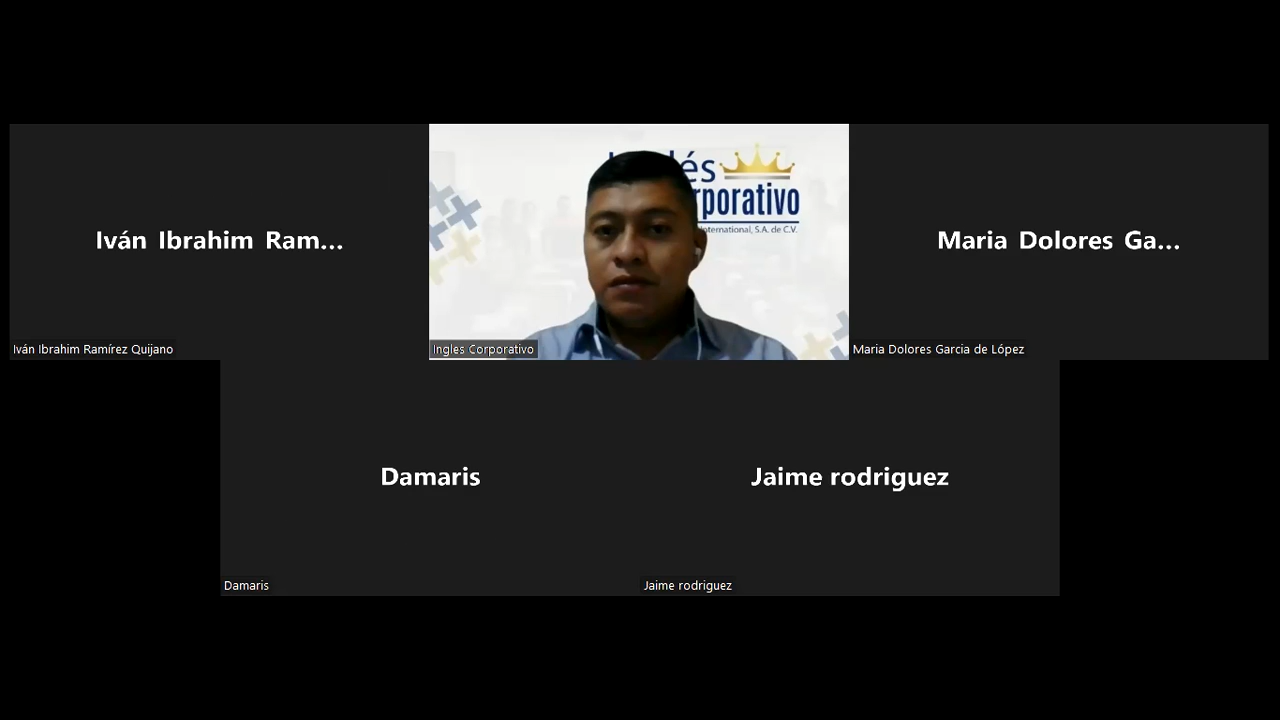 Iván Ibrahim Ram...
Iván Ibrahim Ramírez Quijano
és
rporativo
International, S.A. de C.V.
Ingles Corporativo
Maria Dolores Ga...
Maria Dolores Garcia de López
Damaris
Damaris
Jaime rodriguez
Jaime rodriguez